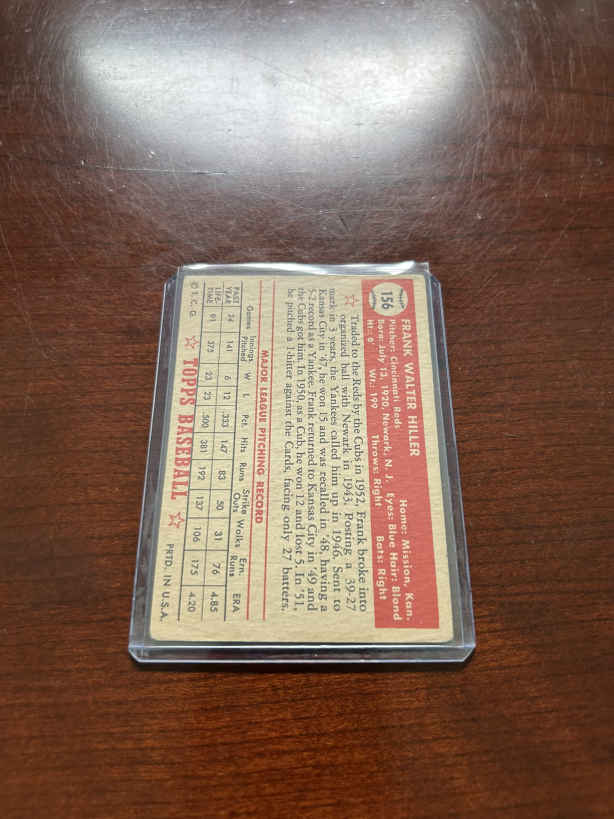 156
FRANK WALTER HILLER
Pitcher: Cincinnati Reds Home: Mission, Kan.
Born: July 13, 1920, Newark, N. J. Eyes: Blue Hair: Blond
Ht.: 6' Wt.: 199 Throws: Right Bats: Right
Traded to the Reds by the Cubs in 1952, Frank broke into
organized ball with Newark in 1943. Posting a 39-27
mark in 3 years, the Yankees called him up in 1946. Sent to
Kansas City in '47, he won 15 and was recalled in '48, having a
5-2 record as a Yankee. Frank returned to Kansas City in '49 and
the Cubs got him. In 1950, as a Cub, he won 12 and lost 5. In '51,
he pitched a 1-hitter against the Cards, facing only 27 batters.
MAJOR LEAGUE PITCHING RECORD
Games Innings Pitched W L Pct. Hits Runs Strike Outs Walks Ern. Runs ERA
PAST YEAR 24 141 6 12 .333 147 83 50 31 76 4.85
LIFE-TIME 91 375 23 23 .500 381 192 137 106 175 4.20
© T. C. G. TOPPS BASEBALL PRTD. IN U.S.A.